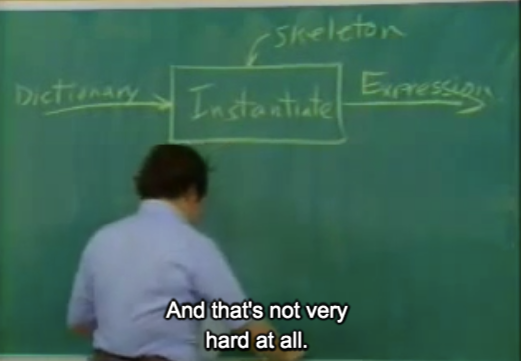 Skeleton
Dictionary
Instantiate
Expression
And that's not very
hard at all.